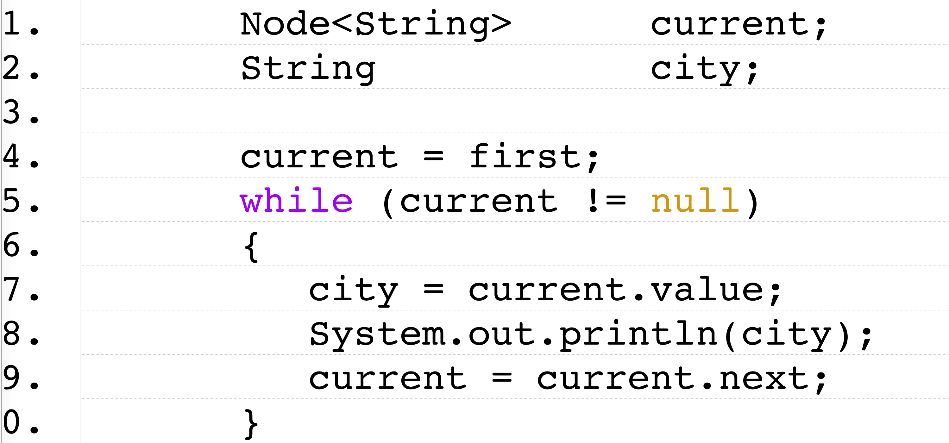 1. Node<String> current;
2. String city;
3.
4. current = first;
5. while (current != null)
6. {
7. city = current.value;
8. System.out.println(city);
9. current = current.next;
0. }